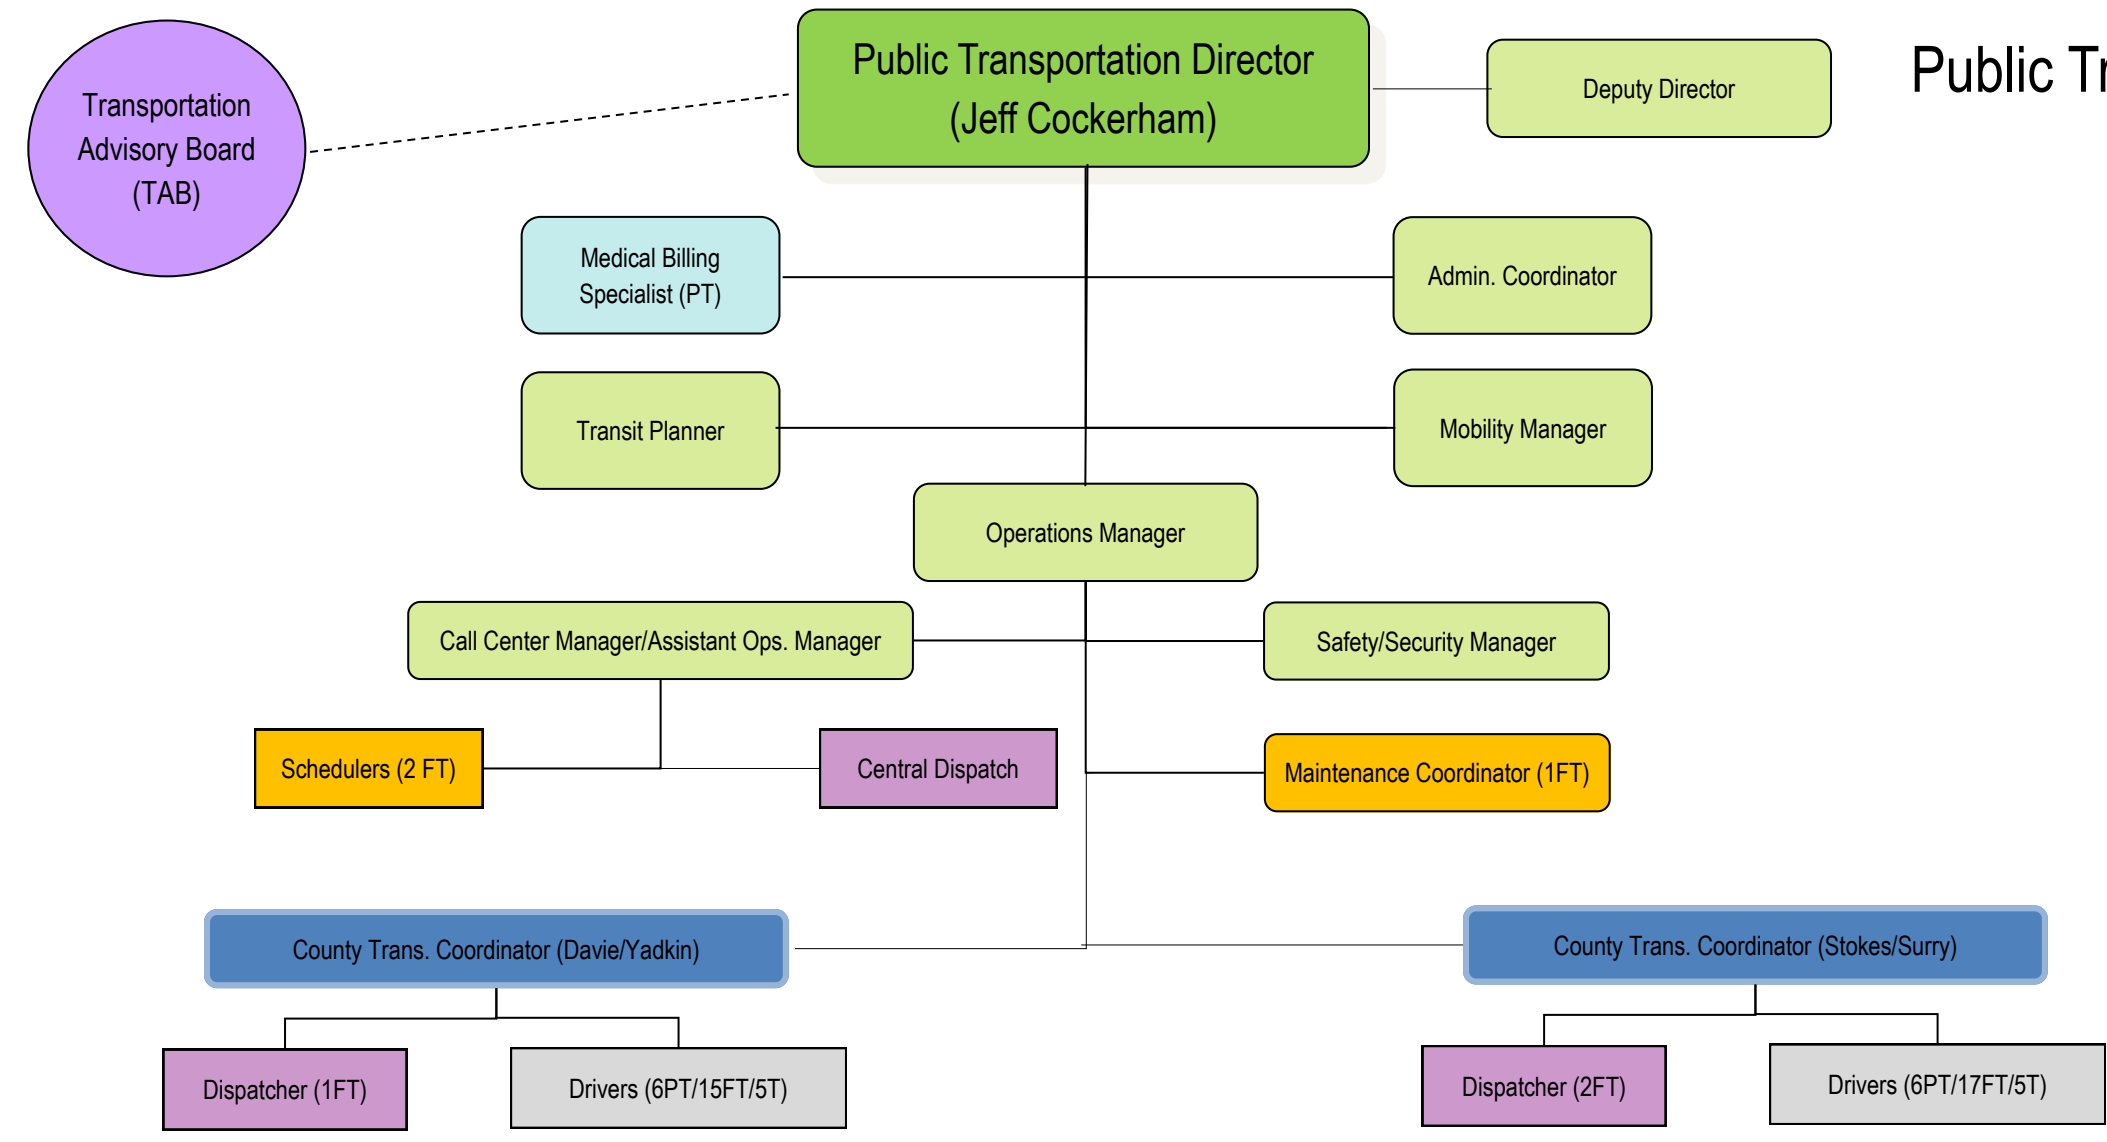 Public Transportation Director
(Jeff Cockerham)
Deputy Director
Public Tr
Transportation
Advisory Board
(TAB)
Medical Billing
Specialist (PT)
Admin. Coordinator
Transit Planner
Mobility Manager
Operations Manager
Call Center Manager/Assistant Ops. Manager
Safety/Security Manager
Schedulers (2 FT)
Central Dispatch
Maintenance Coordinator (1FT)
County Trans. Coordinator (Davie/Yadkin)
County Trans. Coordinator (Stokes/Surry)
Dispatcher (1FT)
Drivers (6PT/15FT/5T)
Dispatcher (2FT)
Drivers (6PT/17FT/5T)